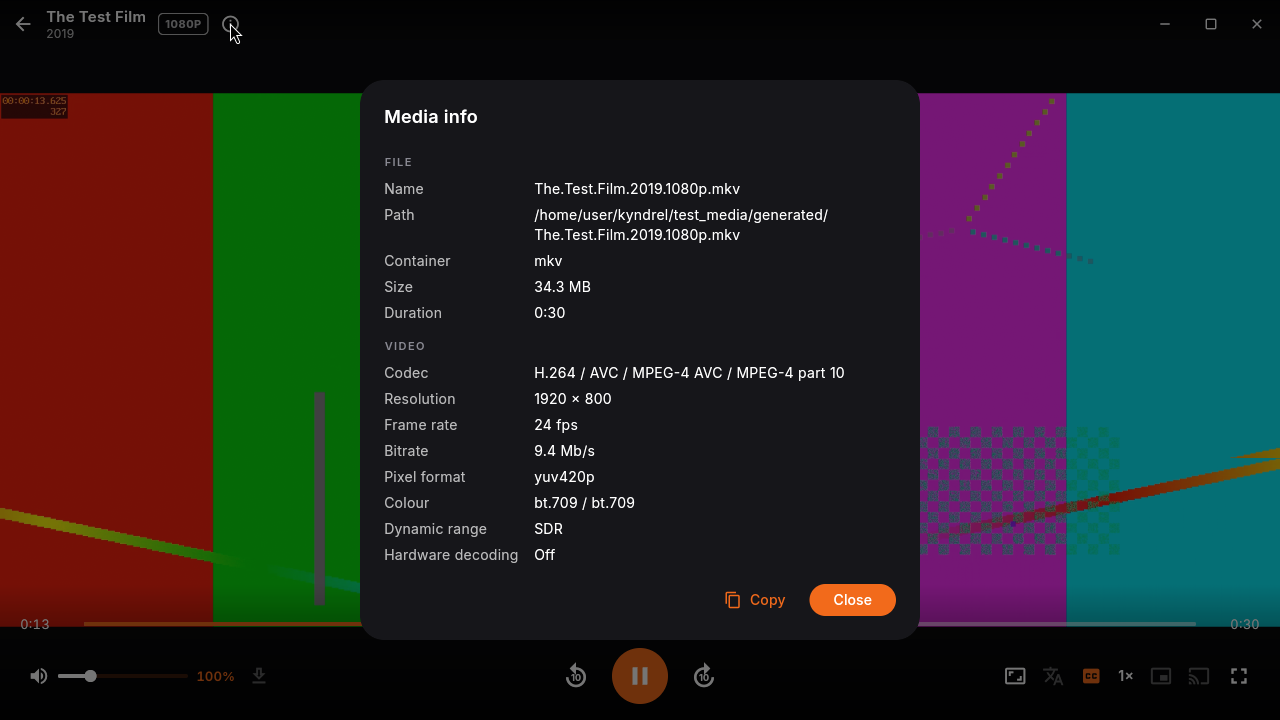 The Test Film
2019
1080P
00:00:13.625
327
Media info
FILE
Name The.Test.Film.2019.1080p.mkv
Path /home/user/kyndrel/test_media/generated/
The.Test.Film.2019.1080p.mkv
Container mkv
Size 34.3 MB
Duration 0:30
VIDEO
Codec H.264 / AVC / MPEG-4 AVC / MPEG-4 part 10
Resolution 1920 × 800
Frame rate 24 fps
Bitrate 9.4 Mb/s
Pixel format yuv420p
Colour bt.709 / bt.709
Dynamic range SDR
Hardware decoding Off
Copy Close
0:13 0:30
100% 10 10 CC 1×